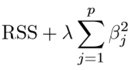 RSS + λ ∑_{j=1}^{p} β_j^2